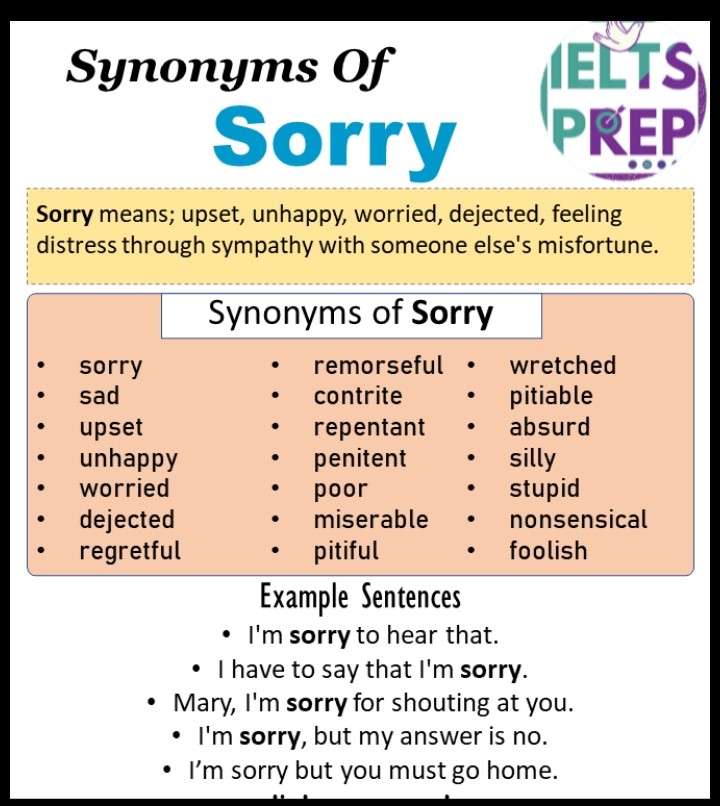 Synonyms Of
Sorry
IELTS
PREP
Sorry means; upset, unhappy, worried, dejected, feeling
distress through sympathy with someone else's misfortune.
Synonyms of Sorry
• sorry • remorseful • wretched
• sad • contrite • pitiable
• upset • repentant • absurd
• unhappy • penitent • silly
• worried • poor • stupid
• dejected • miserable • nonsensical
• regretful • pitiful • foolish
Example Sentences
• I'm sorry to hear that.
• I have to say that I'm sorry.
• Mary, I'm sorry for shouting at you.
• I'm sorry, but my answer is no.
• I’m sorry but you must go home.